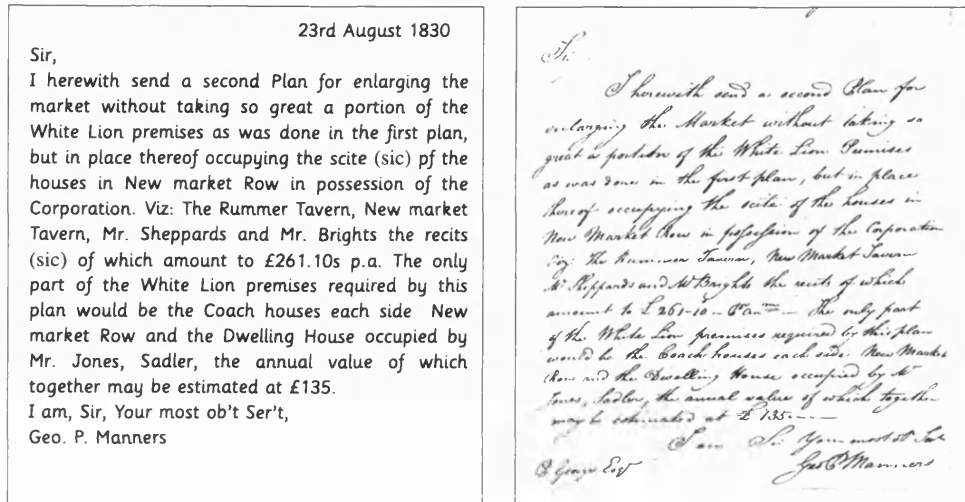 23rd August 1830
Sir,
I herewith send a second Plan for enlarging the
market without taking so great a portion of the
White Lion premises as was done in the first plan,
but in place thereof occupying the scite (sic) pf the
houses in New market Row in possession of the
Corporation. Viz: The Rummer Tavern, New market
Tavern, Mr. Sheppards and Mr. Brights the recits
(sic) of which amount to £261.10s p.a. The only
part of the White Lion premises required by this
plan would be the Coach houses each side New
market Row and the Dwelling House occupied by
Mr. Jones, Sadler, the annual value of which
together may be estimated at £135.
I am, Sir, Your most ob't Ser't,
Geo. P. Manners
Sir
I herewith send a second Plan for
enlarging the Market without taking so
great a portion of the White Lion Premises
as was done in the first plan, but in place
thereof occupying the scite of the houses in
New Market Row in possession of the Corporation
Viz: the Rummer Tavern, New Market Tavern
Mr Sheppards and Mr Brights the recits of which
amount to £261-10- P Ann - The only part
of the White Lion premises required by this plan
would be the Coach houses each side New Market
Row and the Dwelling House occupied by Mr
Jones, Sadler, the annual value of which together
may be estimated at £135
I am Sir Your most ob Sert
Geo P Manners
P George Esqr